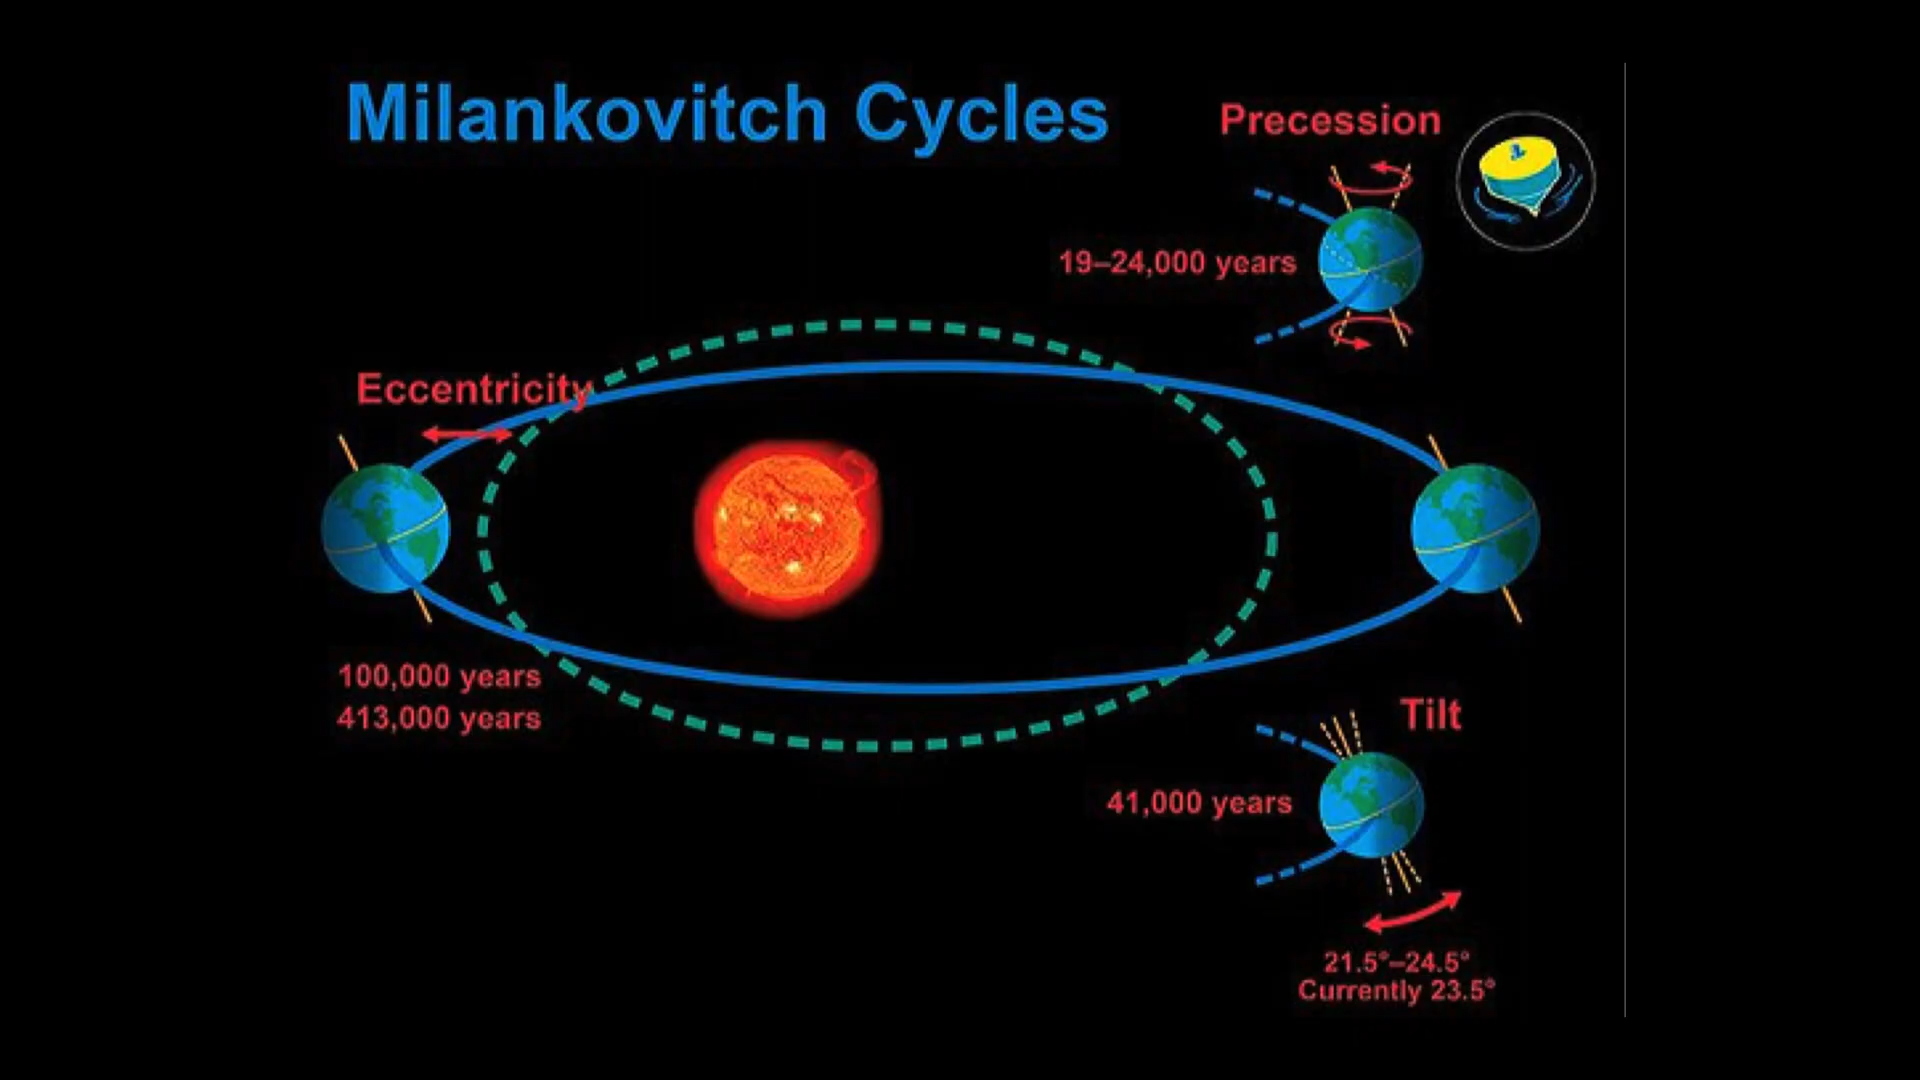 Milankovitch Cycles
Precession
19–24,000 years
Eccentricity
100,000 years
413,000 years
Tilt
41,000 years
21.5°–24.5°
Currently 23.5°